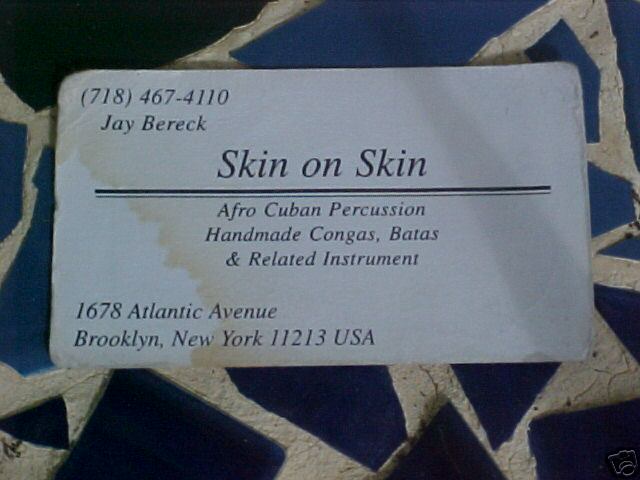 (718) 467-4110
Jay Bereck
Skin on Skin
Afro Cuban Percussion
Handmade Congas, Batas
& Related Instrument
1678 Atlantic Avenue
Brooklyn, New York 11213 USA